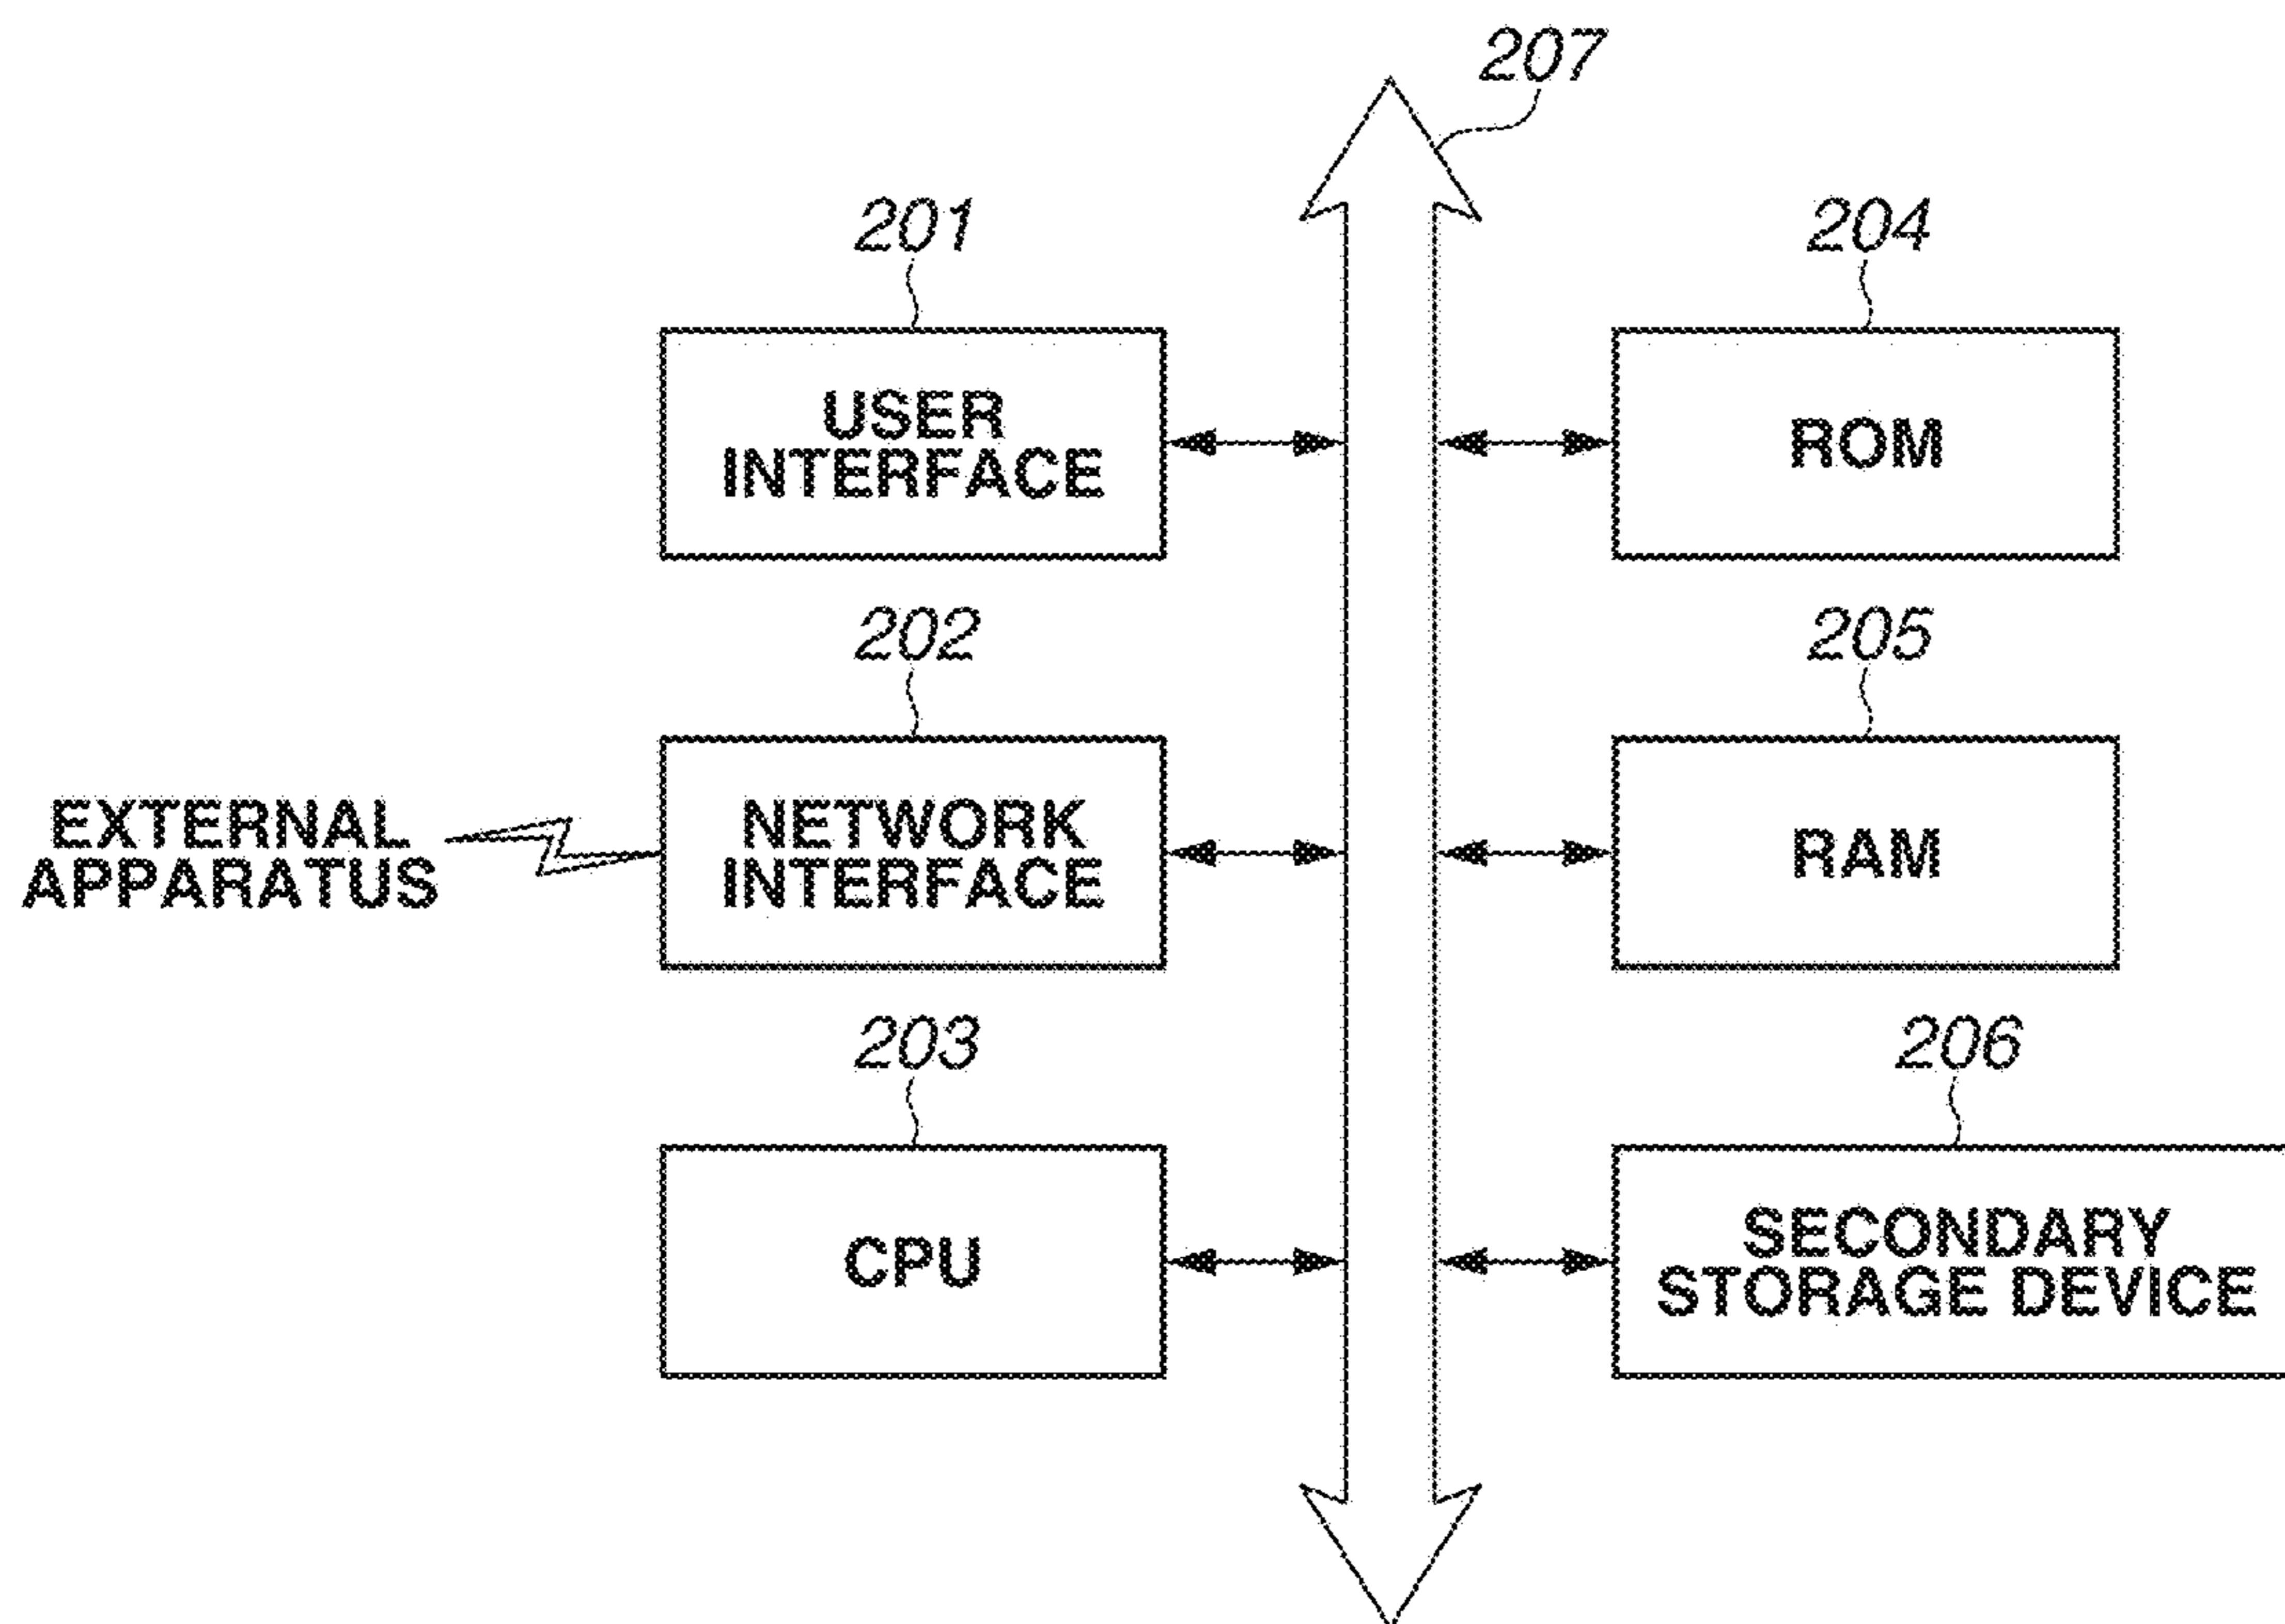 207
201
204
USER
INTERFACE
ROM
202
205
EXTERNAL
APPARATUS
NETWORK
INTERFACE
RAM
203
206
CPU
SECONDARY
STORAGE DEVICE